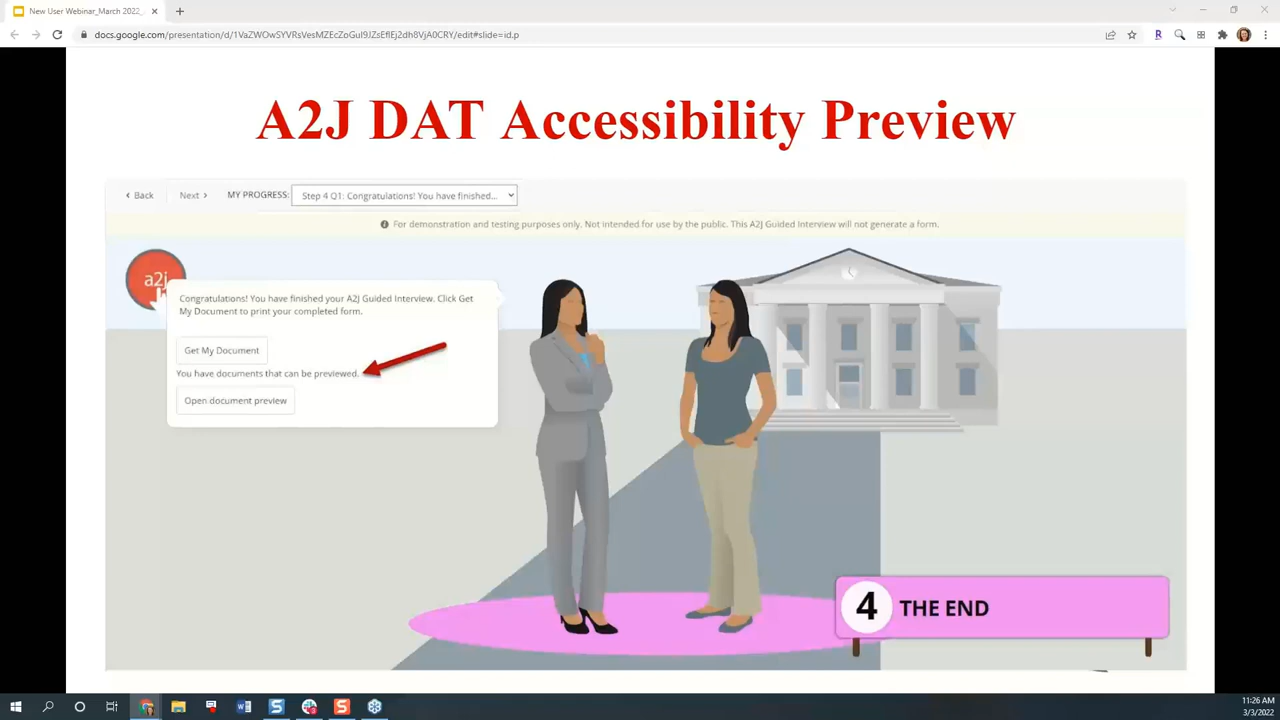 New User Webinar_March 2022_
docs.google.com/presentation/d/1VaZWOwSYVRsVesMZEcZoGuI9JZsEflEj2dh8VjA0CRY/edit#slide=id.p
R
A2J DAT Accessibility Preview
Back Next MY PROGRESS: Step 4 Q1: Congratulations! You have finished...
For demonstration and testing purposes only. Not intended for use by the public. This A2J Guided Interview will not generate a form.
a2j
Congratulations! You have finished your A2J Guided Interview. Click Get
My Document to print your completed form.
Get My Document
You have documents that can be previewed.
Open document preview
4 THE END
11:26 AM
3/3/2022